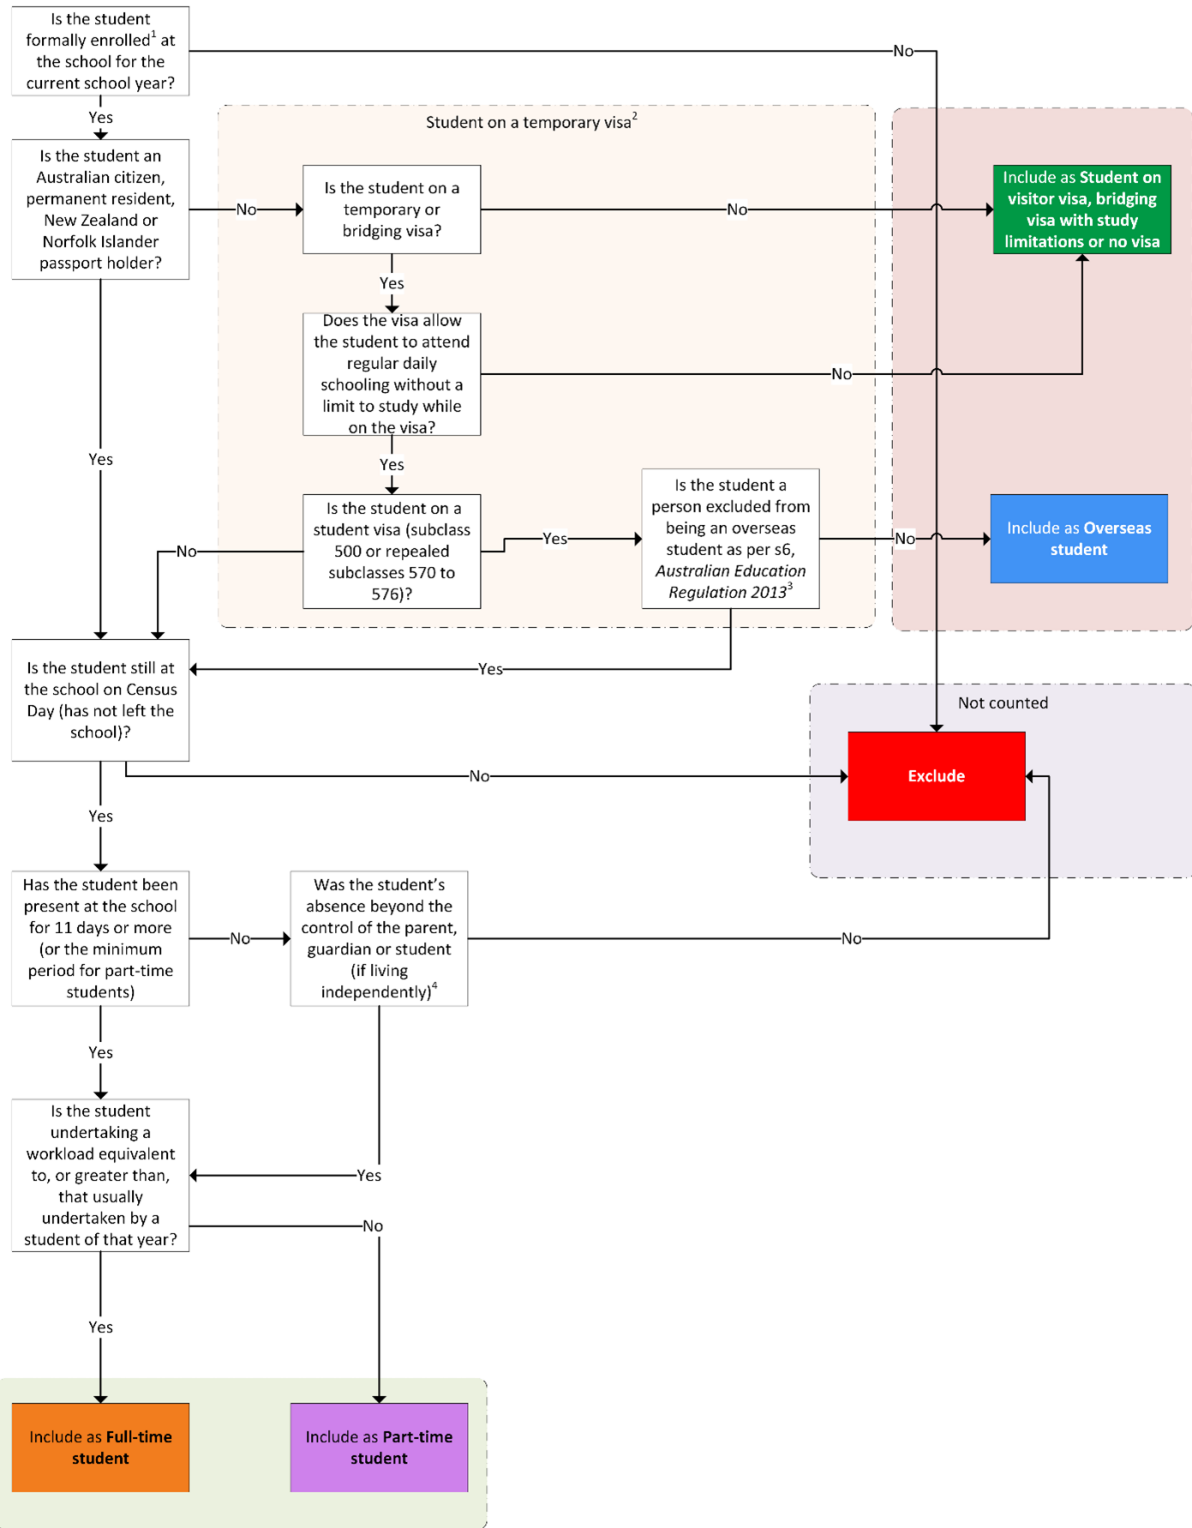 Is the student
formally enrolled1 at
the school for the
current school year?
No
Yes
Student on a temporary visa2
Is the student an
Australian citizen,
permanent resident,
New Zealand or
Norfolk Islander
passport holder?
No
Is the student on a
temporary or
bridging visa?
No
Include as Student on
visitor visa, bridging
visa with study
limitations or no visa
Yes
Does the visa allow
the student to attend
regular daily
schooling without a
limit to study while
on the visa?
No
Yes
Yes
Is the student on a
student visa (subclass
500 or repealed
subclasses 570 to
576)?
No
Yes
Is the student a
person excluded from
being an overseas
student as per s6,
Australian Education
Regulation 20133
No
Include as Overseas
student
Yes
Is the student still at
the school on Census
Day (has not left the
school)?
Not counted
Exclude
No
Yes
Has the student been
present at the school
for 11 days or more
(or the minimum
period for part-time
students)
No
Was the student's
absence beyond the
control of the parent,
guardian or student
(if living
independently)4
No
Yes
Is the student
undertaking a
workload equivalent
to, or greater than,
that usually
undertaken by a
student of that year?
Yes
No
Yes
Include as Full-time
student
Include as Part-time
student